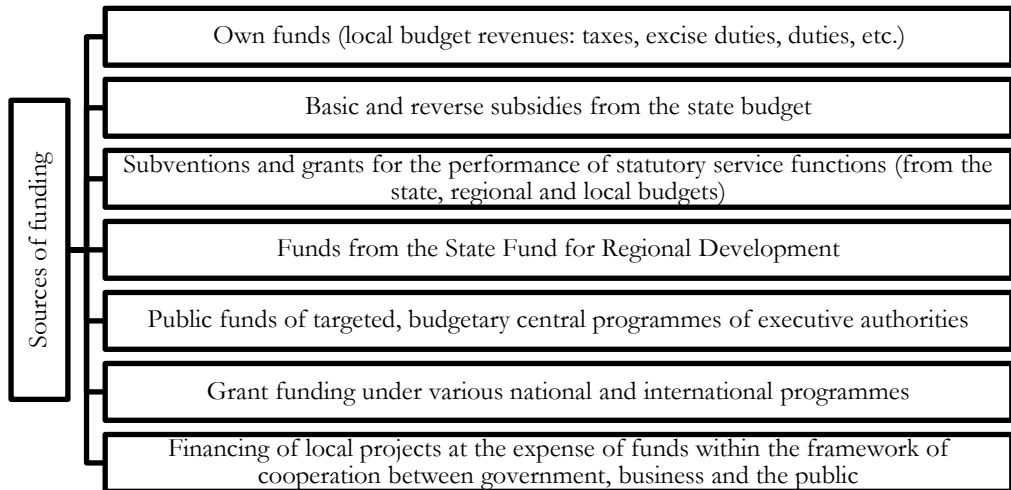 Sources of funding
Own funds (local budget revenues: taxes, excise duties, duties, etc.)
Basic and reverse subsidies from the state budget
Subventions and grants for the performance of statutory service functions (from the
state, regional and local budgets)
Funds from the State Fund for Regional Development
Public funds of targeted, budgetary central programmes of executive authorities
Grant funding under various national and international programmes
Financing of local projects at the expense of funds within the framework of
cooperation between government, business and the public